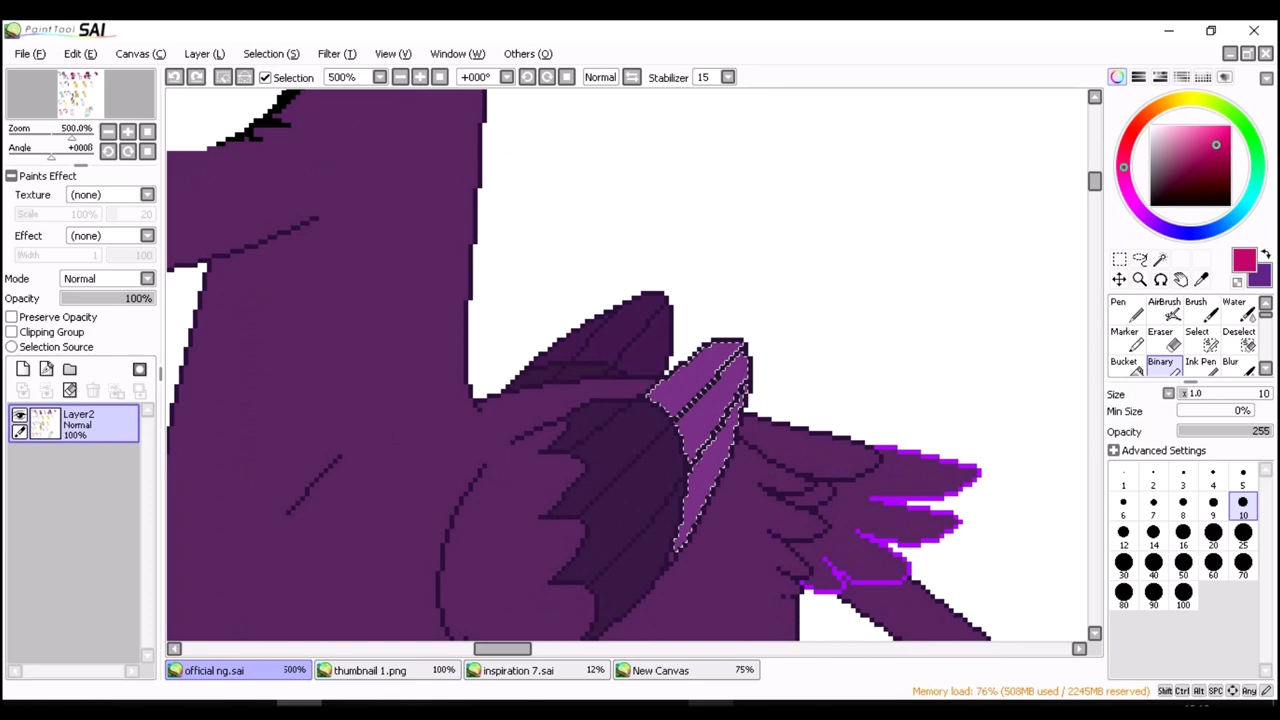 PaintTool SAI
File (F) Edit (E) Canvas (C) Layer (L) Selection (S) Filter (T) View (V) Window (W) Others (O)
Selection 500% +000° Normal Stabilizer 15
Zoom 500.0%
Angle +000ß
Paints Effect
Texture (none)
Scale 100% 20
Effect (none)
Width 1 100
Mode Normal
Opacity 100%
Preserve Opacity
Clipping Group
Selection Source
Layer2
Normal
100%
Pen AirBrush Brush Water
Marker Eraser Select Deselect
Bucket Binary Ink Pen Blur
Size x 1.0 10
Min Size 0%
Opacity 255
Advanced Settings
1 2 3 4 5
6 7 8 9 10
12 14 16 20 25
30 40 50 60 70
80 90 100
official ng.sai 500% thumbnail 1.png 100% inspiration 7.sai 12% New Canvas 75%
Memory load: 76% (508MB used / 2245MB reserved) Shift Ctrl Alt SPC Any